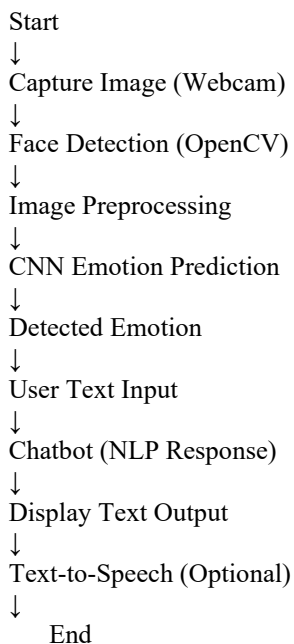 Start
↓
Capture Image (Webcam)
↓
Face Detection (OpenCV)
↓
Image Preprocessing
↓
CNN Emotion Prediction
↓
Detected Emotion
↓
User Text Input
↓
Chatbot (NLP Response)
↓
Display Text Output
↓
Text-to-Speech (Optional)
↓
End